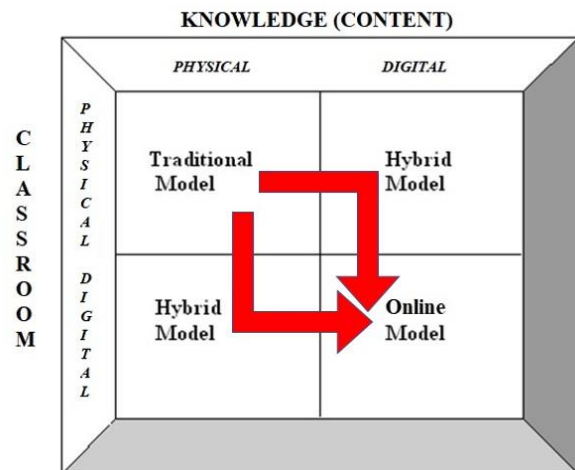 KNOWLEDGE (CONTENT)
PHYSICAL
DIGITAL
CLASSROOM
PHYSICAL
DIGITAL
Traditional
Model
Hybrid
Model
Hybrid
Model
Online
Model